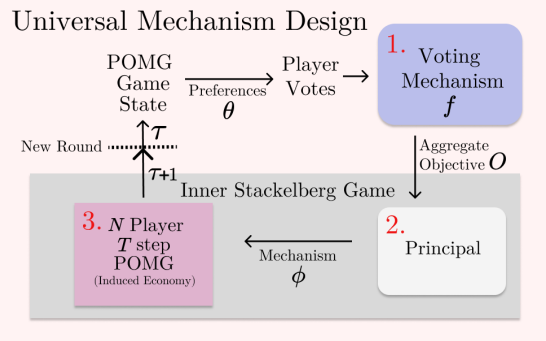 Universal Mechanism Design
POMG
Game
State
Preferences
θ
Player
Votes
1.
Voting
Mechanism
f
τ
New Round
τ+1
Aggregate
Objective O
Inner Stackelberg Game
3. N Player
T step
POMG
(Induced Economy)
Mechanism
ϕ
2.
Principal